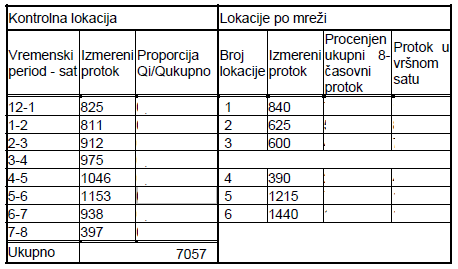 Kontrolna lokacija Lokacije po mreži
Vremenski period - sat Izmereni protok Proporcija Qi/Qukupno Broj lokacije Izmereni protok Procenjen ukupni 8-časovni protok Protok u vršnom satu
12-1 825 1 840
1-2 811 2 625
2-3 912 3 600
3-4 975
4-5 1046 4 390
5-6 1153 5 1215
6-7 938 6 1440
7-8 397
Ukupno 7057